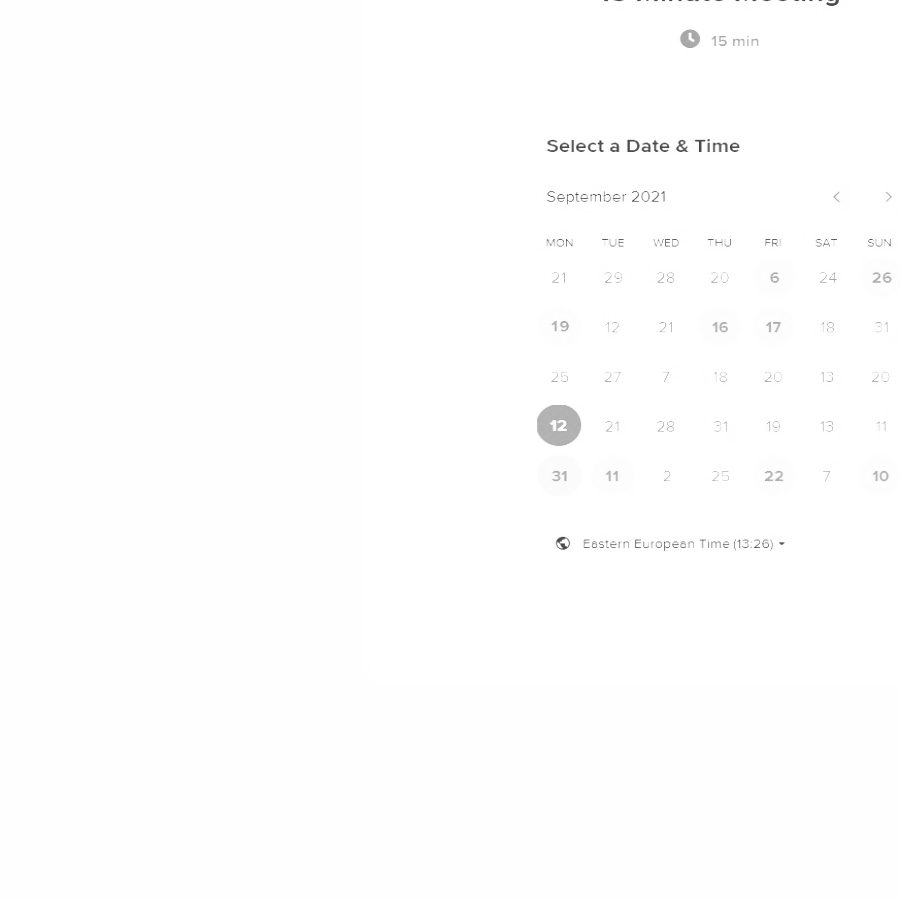 15 Minute Meeting
15 min
Select a Date & Time
September 2021
MON TUE WED THU FRI SAT SUN
21 29 28 20 6 24 26
19 12 21 16 17 18 31
25 27 7 18 20 13 20
12 21 28 31 19 13 11
31 11 2 25 22 7 10
Eastern European Time (13:26)